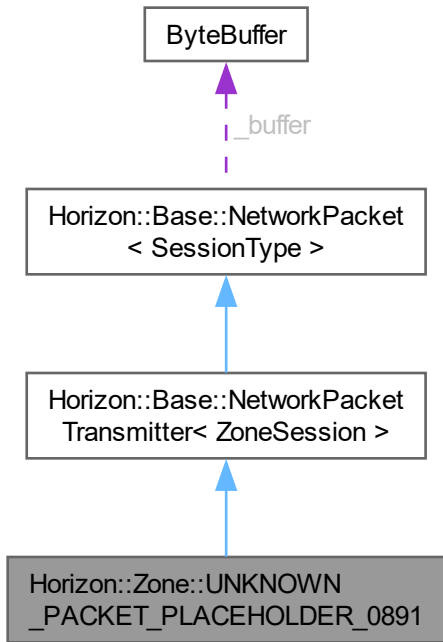 ByteBuffer
_buffer
Horizon::Base::NetworkPacket
< SessionType >
Horizon::Base::NetworkPacket
Transmitter< ZoneSession >
Horizon::Zone::UNKNOWN
_PACKET_PLACEHOLDER_0891